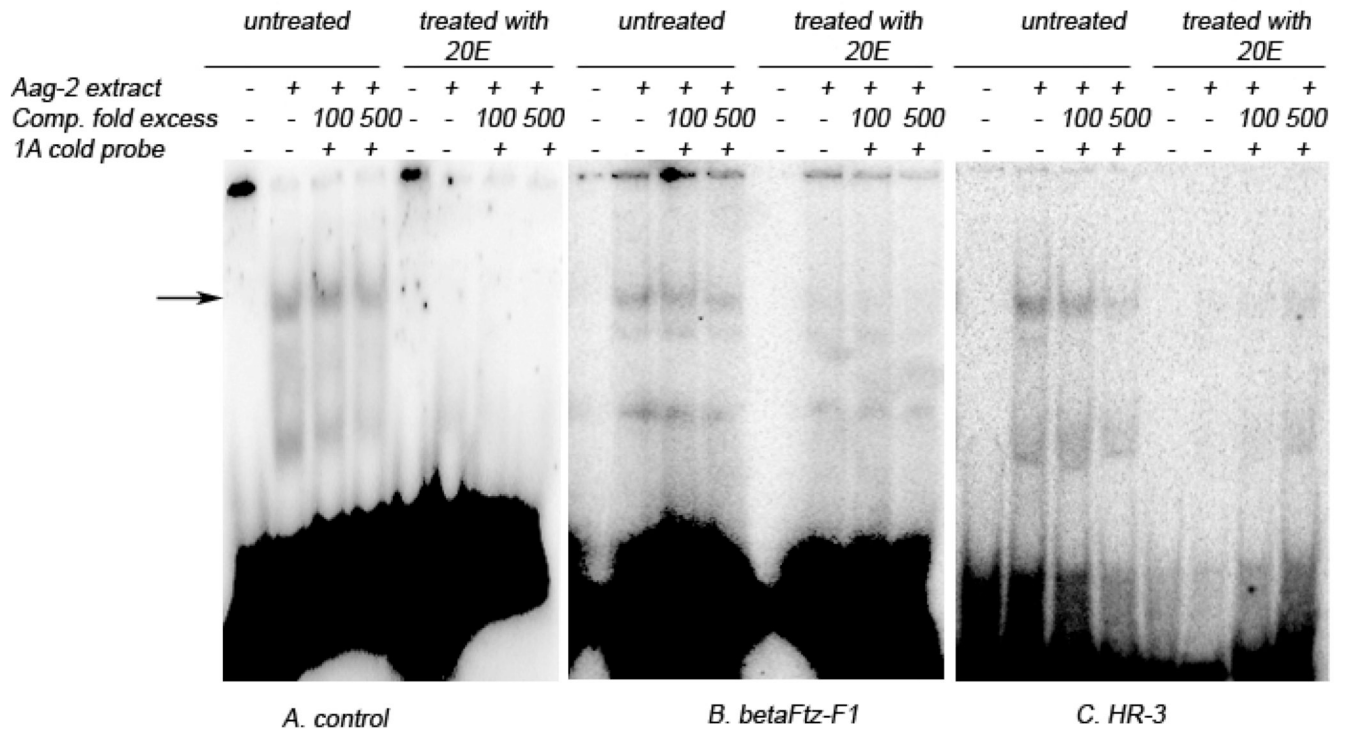 untreated treated with untreated treated with untreated treated with
20E 20E 20E
Aag-2 extract - + + + - + + + - + + + - + + + - + + + - + + +
Comp. fold excess - - 100 500 - - 100 500 - - 100 500 - - 100 500 - - 100 500 - - 100 500
1A cold probe - - + + - - + + - - + + - - + + - - + + - - + +
A. control B. betaFtz-F1 C. HR-3